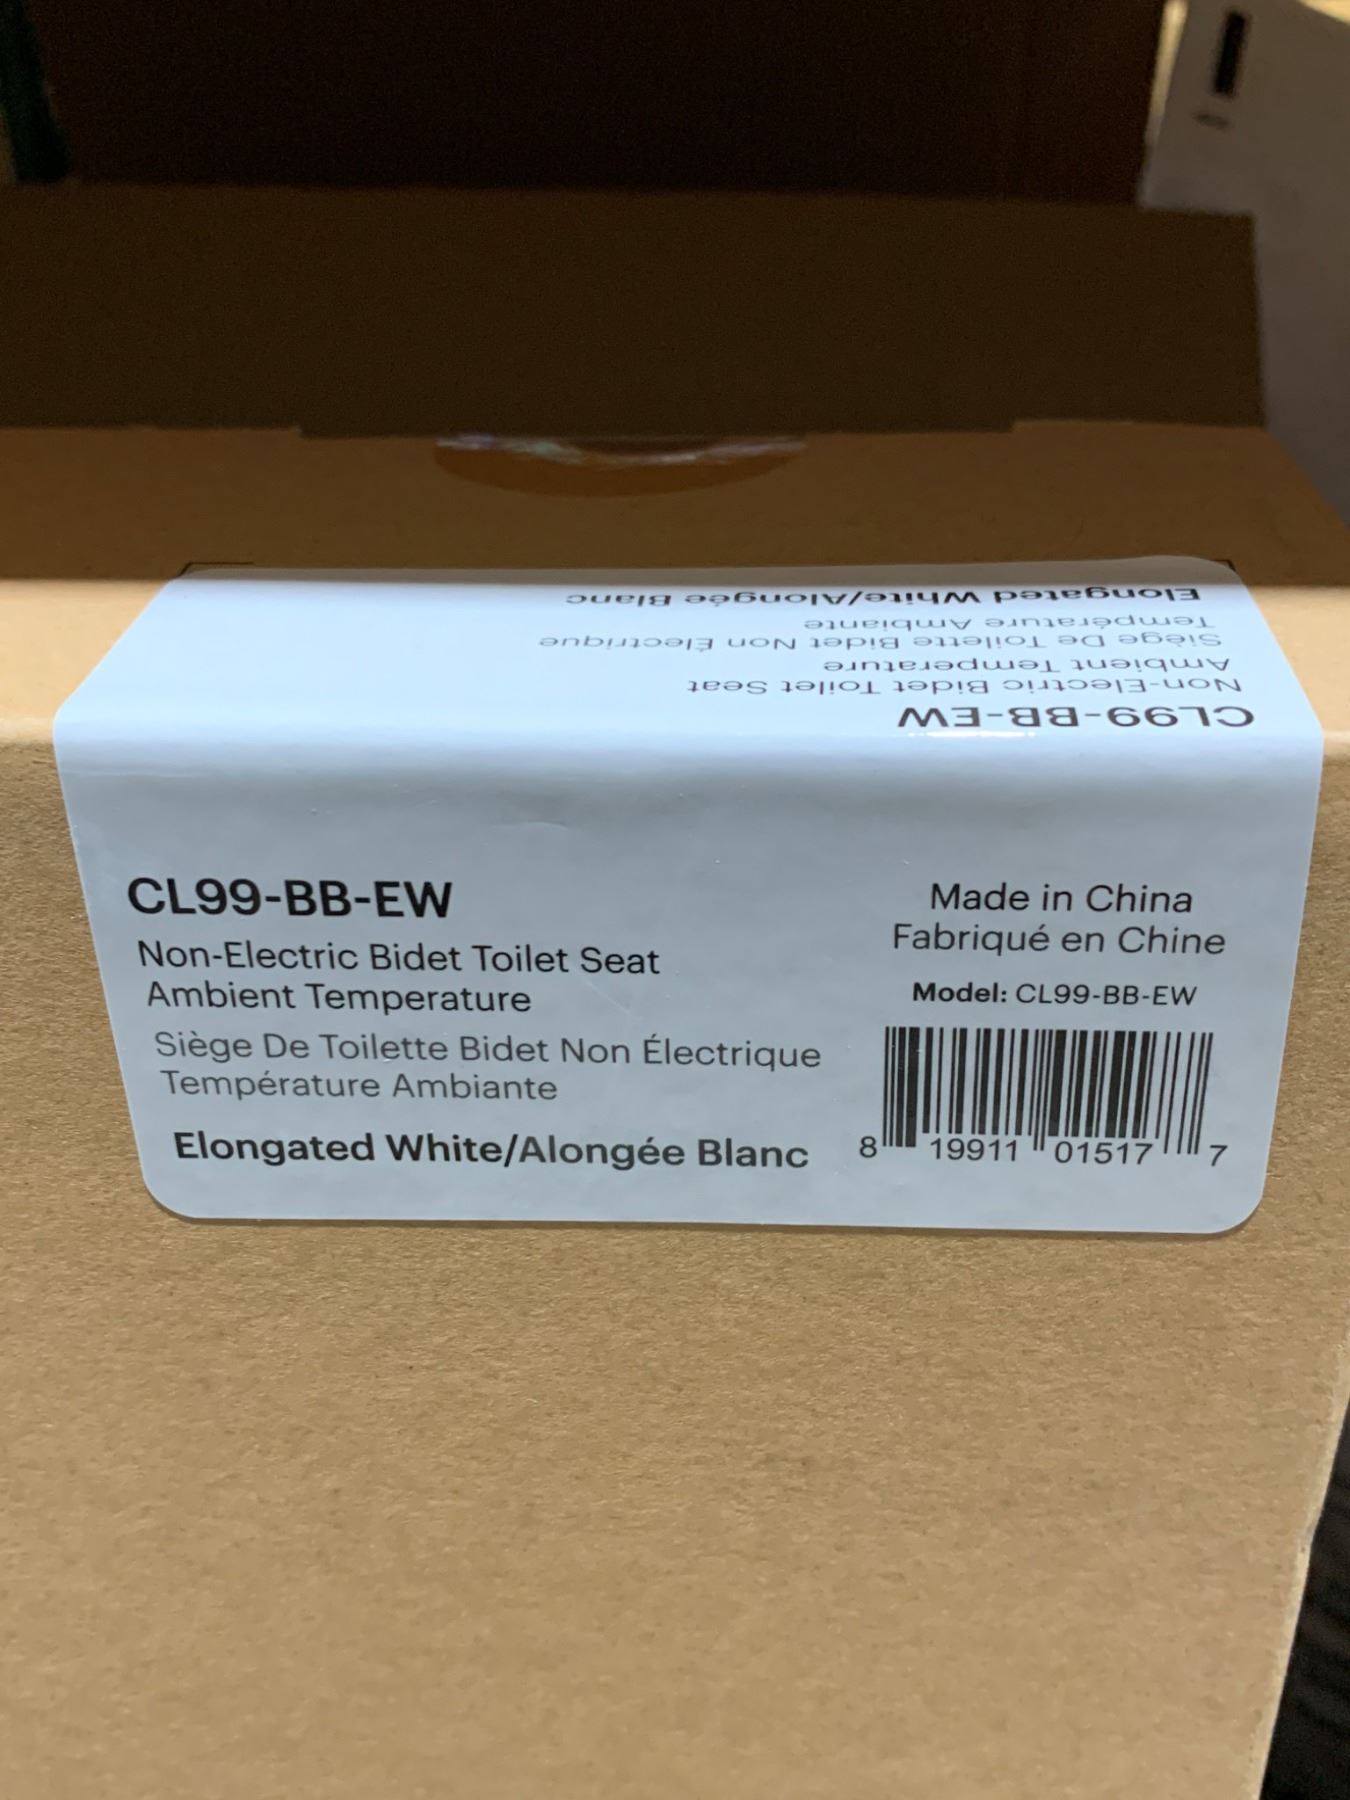 Elongated White/Alongée Blanc
Température Ambiante
Siège De Toilette Bidet Non Électrique
Ambient Temperature
Non-Electric Bidet Toilet Seat
CL99-BB-EW
CL99-BB-EW
Non-Electric Bidet Toilet Seat
Ambient Temperature
Siège De Toilette Bidet Non Électrique
Température Ambiante
Elongated White/Alongée Blanc
Made in China
Fabriqué en Chine
Model: CL99-BB-EW
8 19911 01517 7